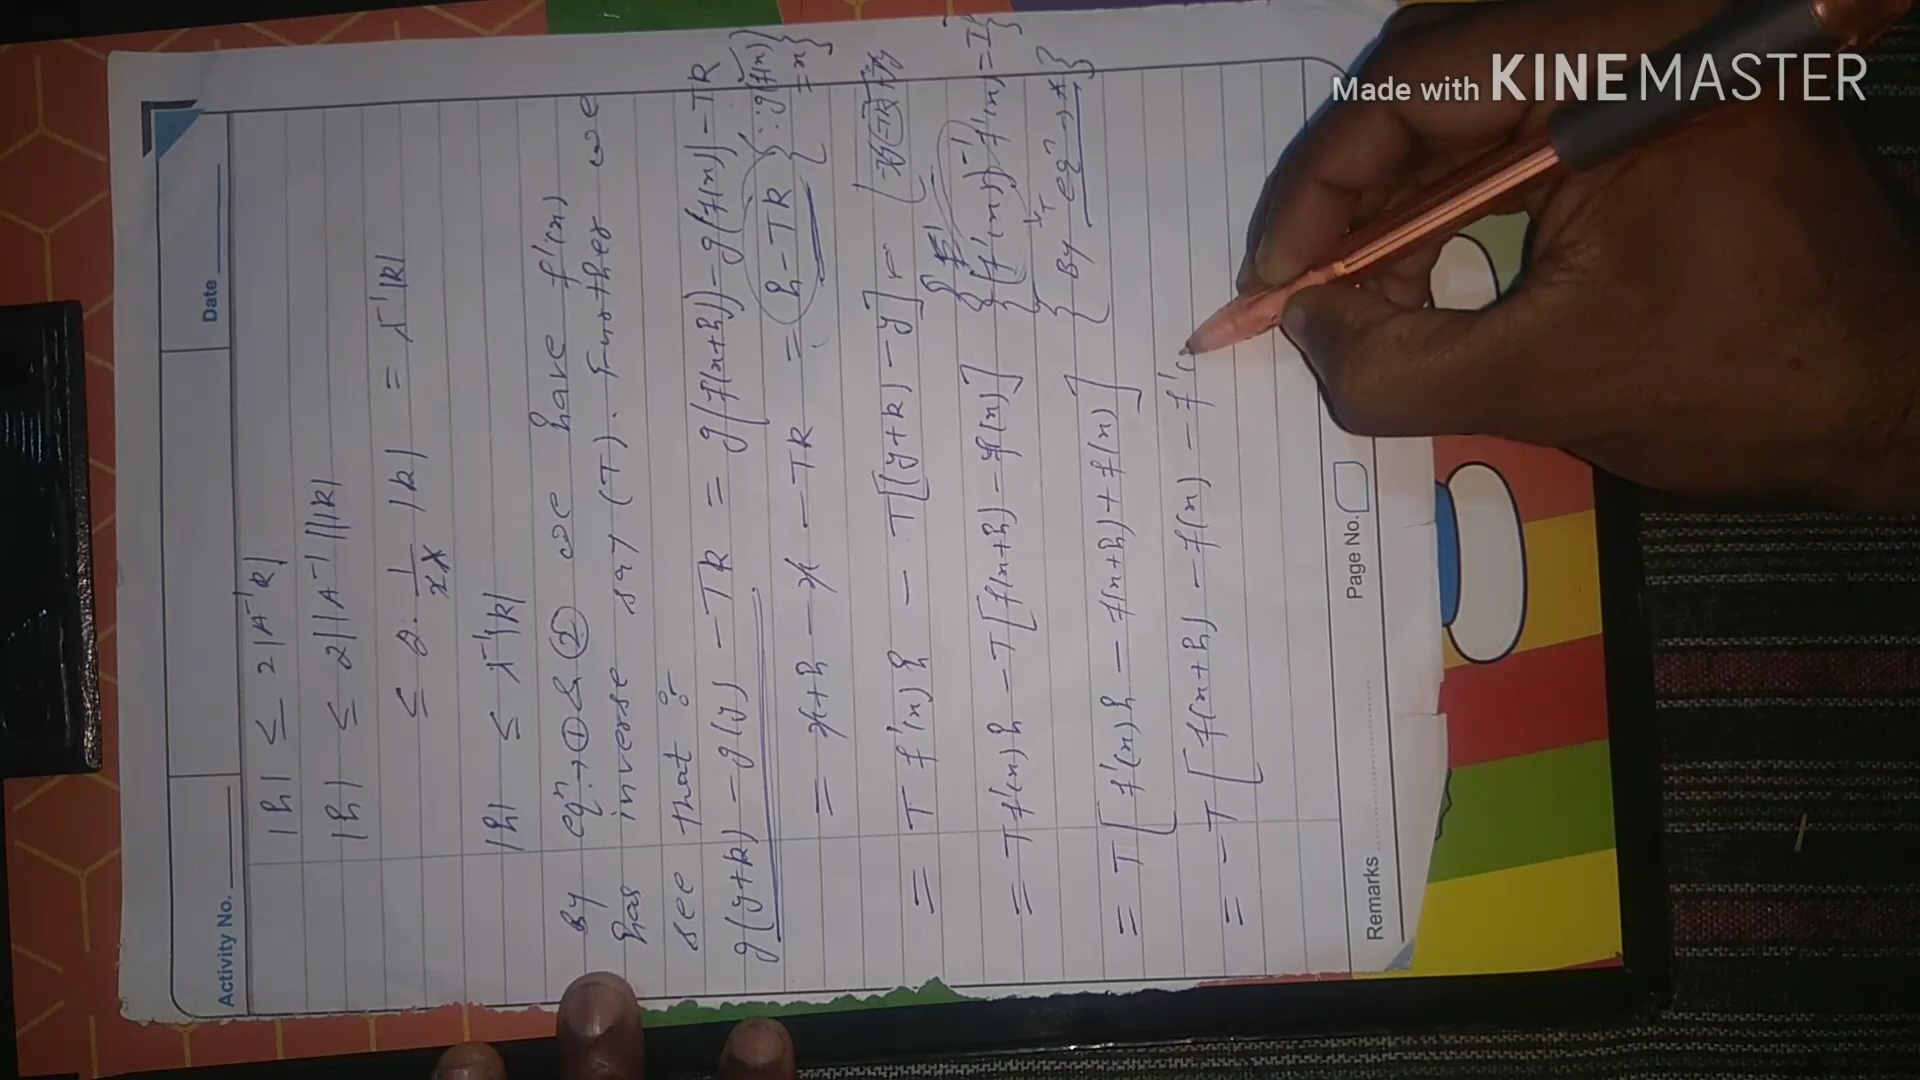 Made with KINEMASTER
Activity No.
Date
|h| ≤ 2|A⁻¹k|
|h| ≤ 2||A⁻¹|||k|
≤ 2 · 1/2λ |k| = λ⁻¹|k|
|h| ≤ λ⁻¹|k|
By eqⁿ → ① & ② we have f'(x)
has inverse say (T). Further we
see that :
g(y+k) - g(y) - Tk = g(f(x+h)) - g(f(x)) - Tk
= x+h - x - Tk = h - Tk {∵ g(f(x)) = x}
= T f'(x)h - T[(y+k) - y]
= T f'(x)h - T[f(x+h) - f(x)] {(f'(x))⁻¹ f'(x) = I}
= T[f'(x)h - f(x+h) + f(x)] {By eqⁿ → *}
= - T[f(x+h) - f(x) - f'(
Remarks
Page No.